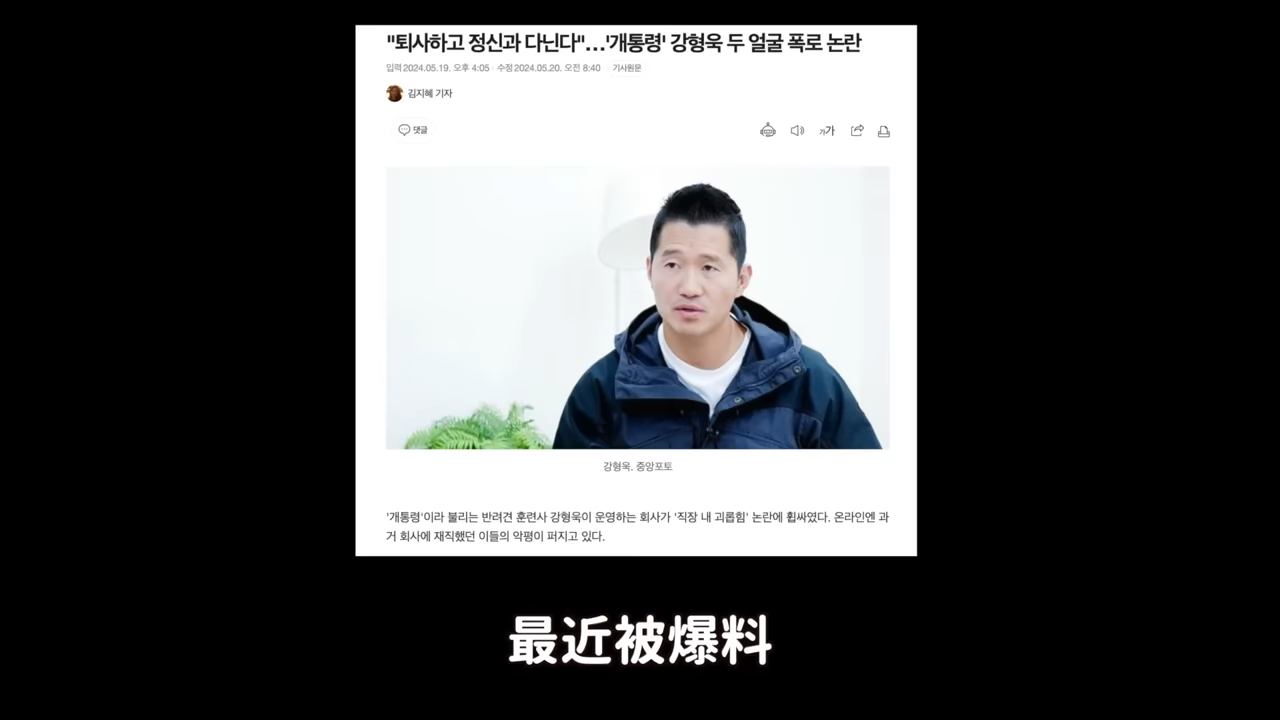 "퇴사하고 정신과 다닌다"…'개통령' 강형욱 두 얼굴 폭로 논란
입력 2024.05.19. 오후 4:05 · 수정 2024.05.20. 오전 8:40 기사원문
김지혜 기자
댓글
가가
강형욱. 중앙포토
'개통령'이라 불리는 반려견 훈련사 강형욱이 운영하는 회사가 '직장 내 괴롭힘' 논란에 휩싸였다. 온라인엔 과
거 회사에 재직했던 이들의 악평이 퍼지고 있다.
最近被爆料